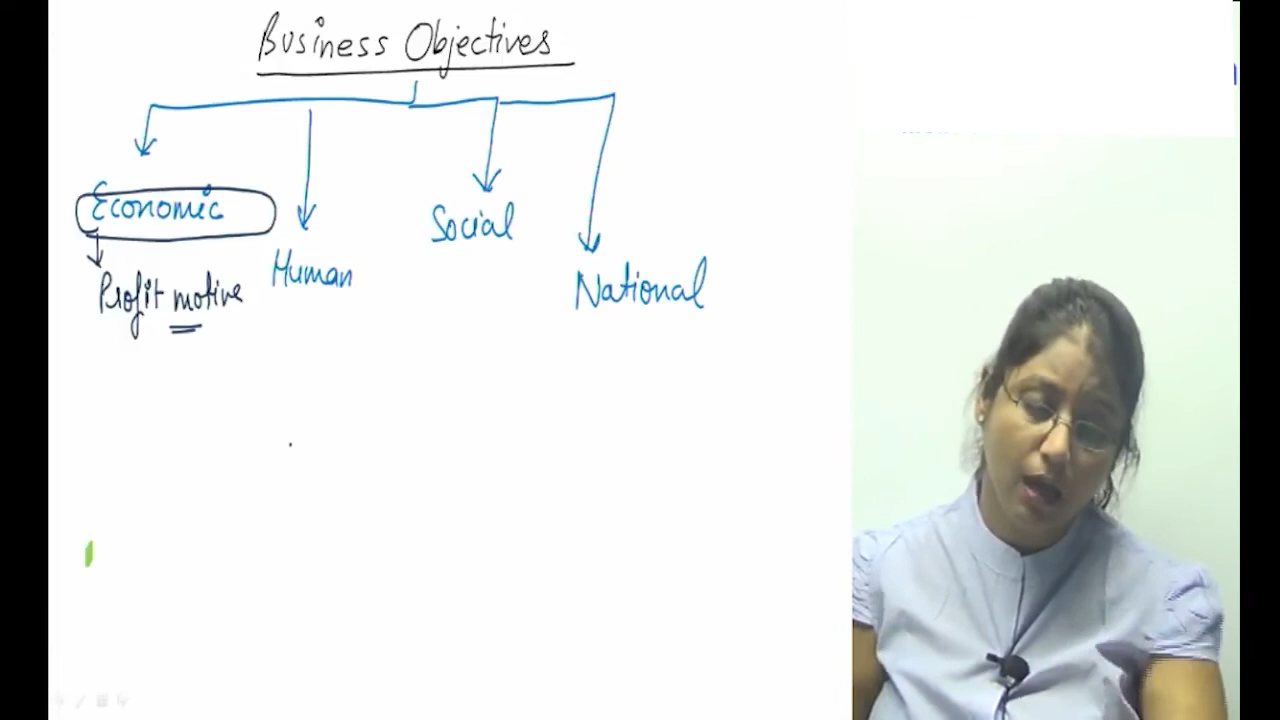 Business Objectives
Economic
Social
Human
National
Profit motive